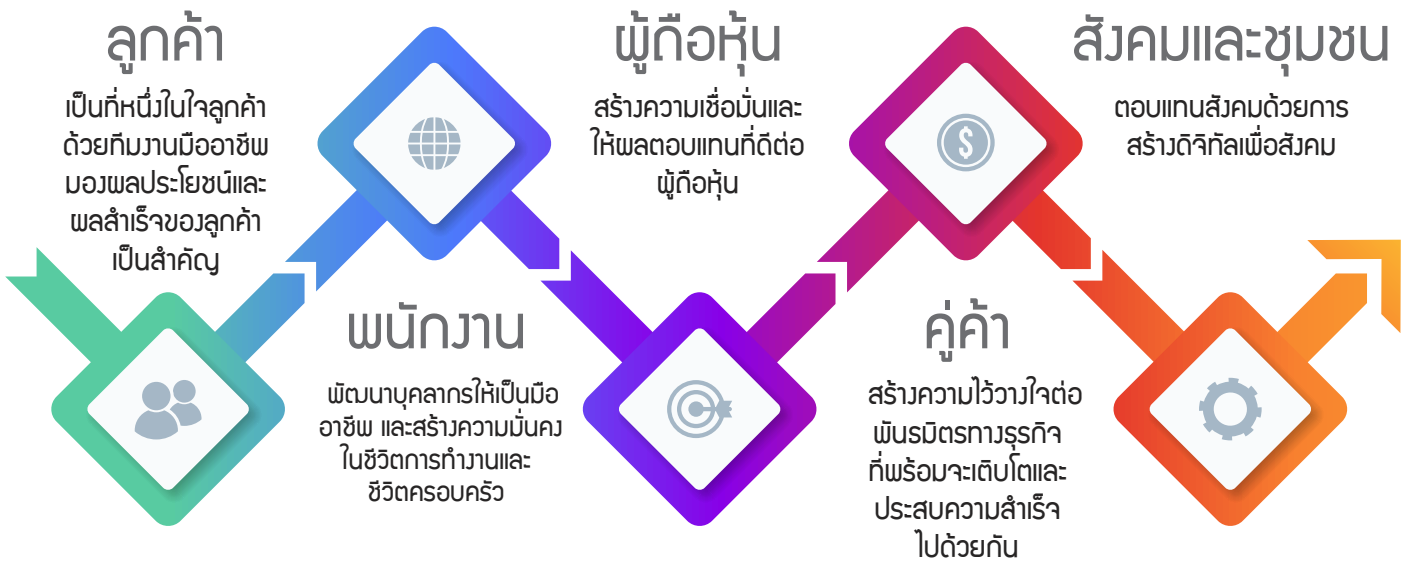 ลูกค้า
เป็นที่หนึ่งในใจลูกค้า
ด้วยทีมงานมืออาชีพ
มองผลประโยชน์และ
ผลสำเร็จของลูกค้า
เป็นสำคัญ
พนักงาน
พัฒนาบุคลากรให้เป็นมือ
อาชีพ และสร้างความมั่นคง
ในชีวิตการทำงานและ
ชีวิตครอบครัว
ผู้ถือหุ้น
สร้างความเชื่อมั่นและ
ให้ผลตอบแทนที่ดีต่อ
ผู้ถือหุ้น
คู่ค้า
สร้างความไว้วางใจต่อ
พันธมิตรทางธุรกิจ
ที่พร้อมจะเติบโตและ
ประสบความสำเร็จ
ไปด้วยกัน
สังคมและชุมชน
ตอบแทนสังคมด้วยการ
สร้างดิจิทัลเพื่อสังคม
$